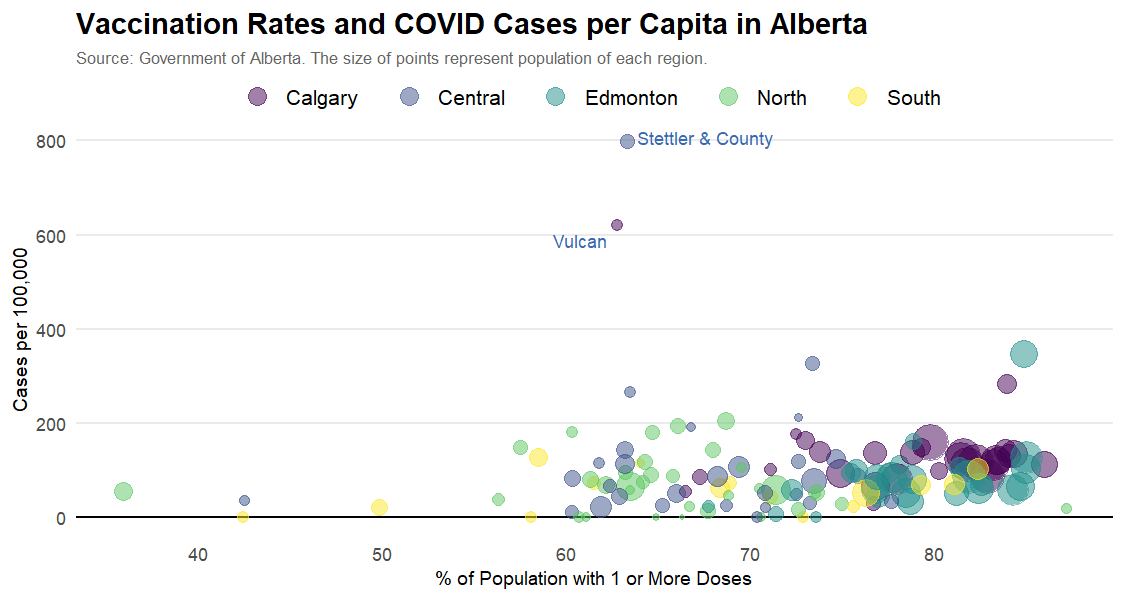 Vaccination Rates and COVID Cases per Capita in Alberta
Source: Government of Alberta. The size of points represent population of each region.
Calgary Central Edmonton North South
800
Stettler & County
600
Vulcan
400
200
0
Cases per 100,000
40 50 60 70 80
% of Population with 1 or More Doses